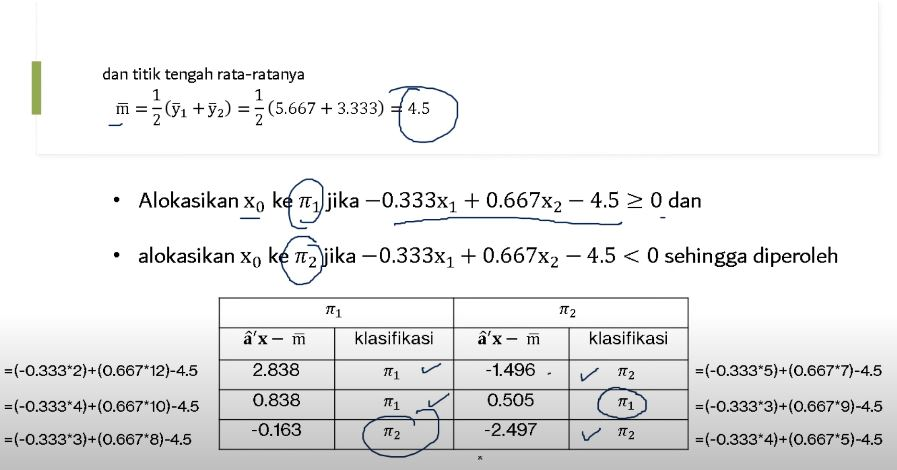 dan titik tengah rata-ratanya
m̅ = 1/2 (ȳ₁ + ȳ₂) = 1/2 (5.667 + 3.333) = 4.5
• Alokasikan x₀ ke π₁ jika −0.333x₁ + 0.667x₂ − 4.5 ≥ 0 dan
• alokasikan x₀ ke π₂ jika −0.333x₁ + 0.667x₂ − 4.5 < 0 sehingga diperoleh
π₁ π₂
â′x − m̅ klasifikasi â′x − m̅ klasifikasi
=(-0.333*2)+(0.667*12)-4.5 2.838 π₁ -1.496 π₂ =(-0.333*5)+(0.667*7)-4.5
=(-0.333*4)+(0.667*10)-4.5 0.838 π₁ 0.505 π₁ =(-0.333*3)+(0.667*9)-4.5
=(-0.333*3)+(0.667*8)-4.5 -0.163 π₂ -2.497 π₂ =(-0.333*4)+(0.667*5)-4.5